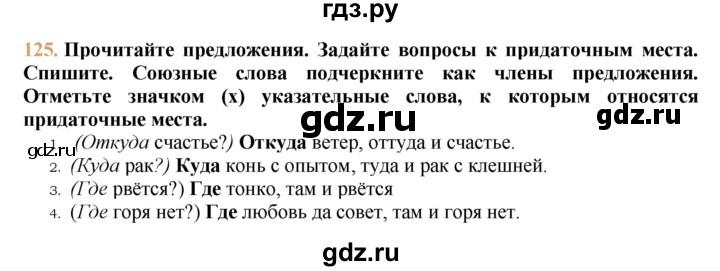 гдз.ру
125. Прочитайте предложения. Задайте вопросы к придаточным места.
Спишите. Союзные слова подчеркните как члены предложения.
Отметьте значком (х) указательные слова, к которым относятся
придаточные места.
gdz.ru
gdz.ru
gdz.ru
1. (Откуда счастье?) Откуда ветер, оттуда и счастье.
2. (Куда рак?) Куда конь с опытом, туда и рак с клешней.
3. (Где рвётся?) Где тонко, там и рвётся
4. (Где горя нет?) Где любовь да совет, там и горя нет.
gdz.ru